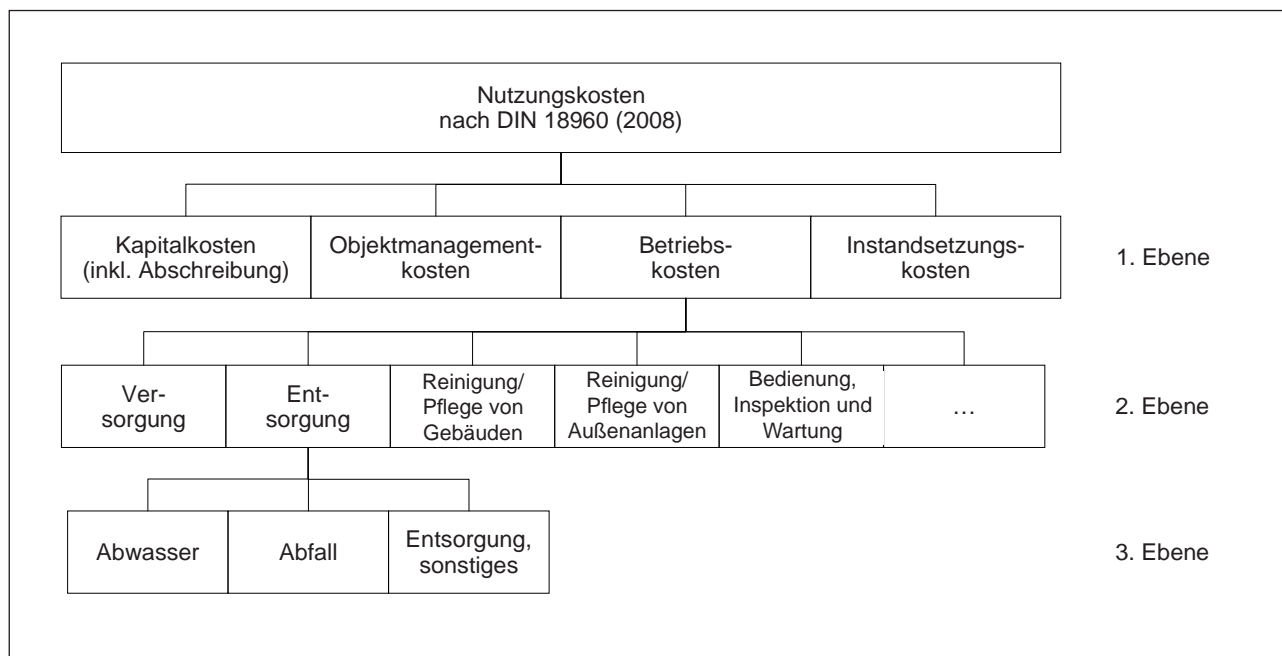 Nutzungskosten
nach DIN 18960 (2008)
Kapitalkosten
(inkl. Abschreibung)
Objektmanagement-
kosten
Betriebs-
kosten
Instandsetzungs-
kosten
1. Ebene
Ver-
sorgung
Ent-
sorgung
Reinigung/
Pflege von
Gebäuden
Reinigung/
Pflege von
Außenanlagen
Bedienung,
Inspektion und
Wartung
…
2. Ebene
Abwasser
Abfall
Entsorgung,
sonstiges
3. Ebene